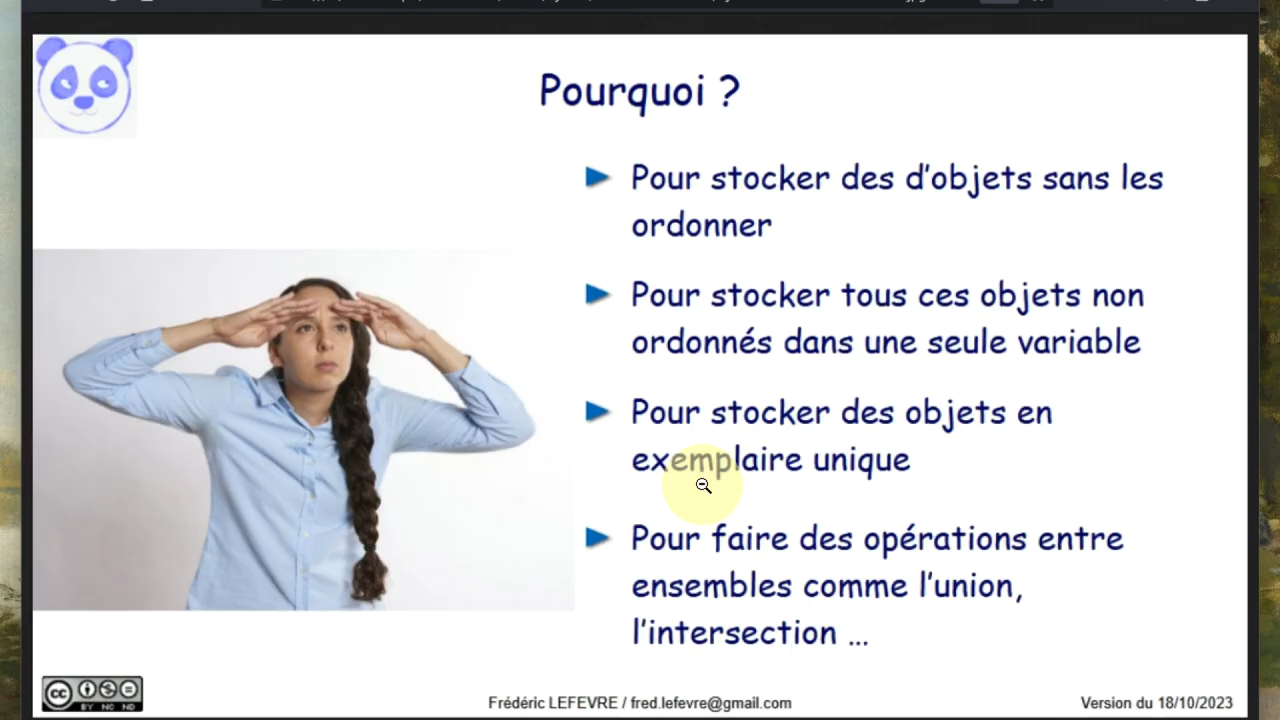 Pourquoi ?
Pour stocker des d'objets sans les
ordonner
Pour stocker tous ces objets non
ordonnés dans une seule variable
Pour stocker des objets en
exemplaire unique
Pour faire des opérations entre
ensembles comme l'union,
l'intersection ...
cc BY NC ND
Frédéric LEFEVRE / fred.lefevre@gmail.com
Version du 18/10/2023